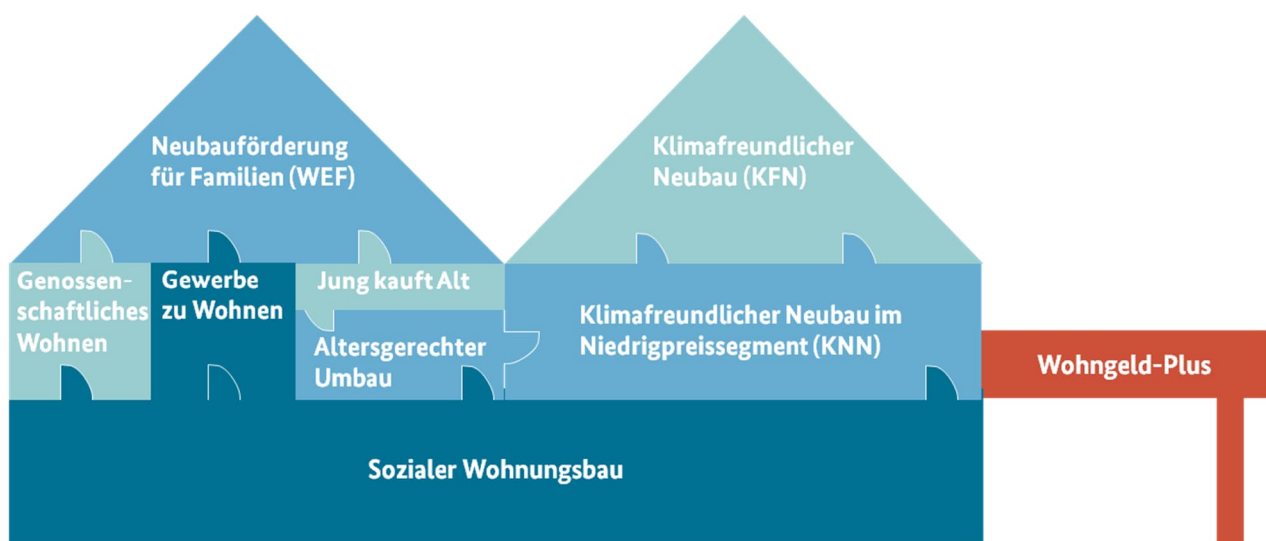 Neubauförderung
für Familien (WEF)
Klimafreundlicher
Neubau (KFN)
Genossen-
schaftliches
Wohnen
Gewerbe
zu Wohnen
Jung kauft Alt
Altersgerechter
Umbau
Klimafreundlicher Neubau im
Niedrigpreissegment (KNN)
Wohngeld-Plus
Sozialer Wohnungsbau